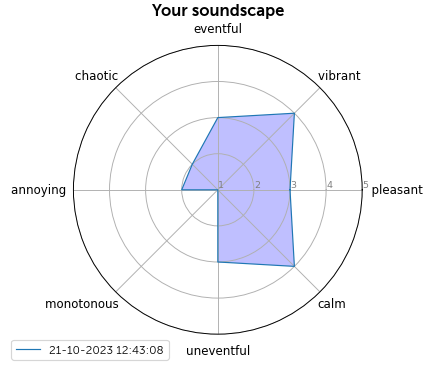 Your soundscape
eventful
chaotic
vibrant
annoying
1 2 3 4 5
pleasant
monotonous
calm
uneventful
21-10-2023 12:43:08